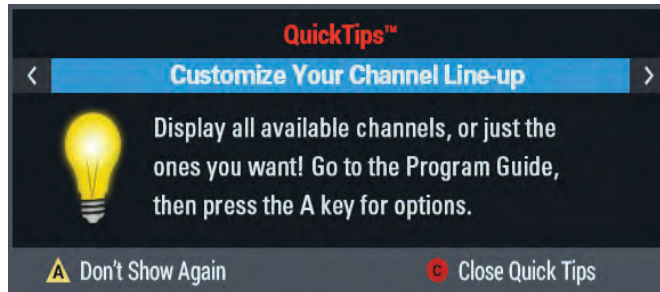 QuickTips™
< Customize Your Channel Line-up >
Display all available channels, or just the
ones you want! Go to the Program Guide,
then press the A key for options.
A Don't Show Again C Close Quick Tips